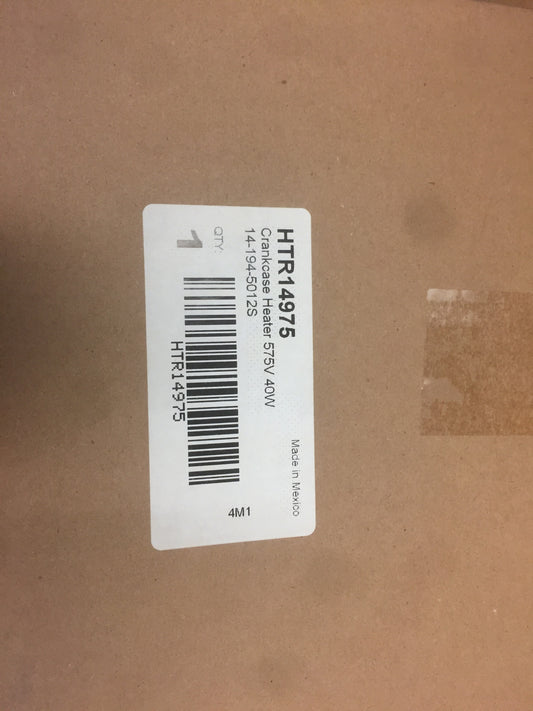 HTR14975
Crankcase Heater 575V 40W
14-194-5012S
Made in Mexico
QTY:
1
HTR14975
4M1